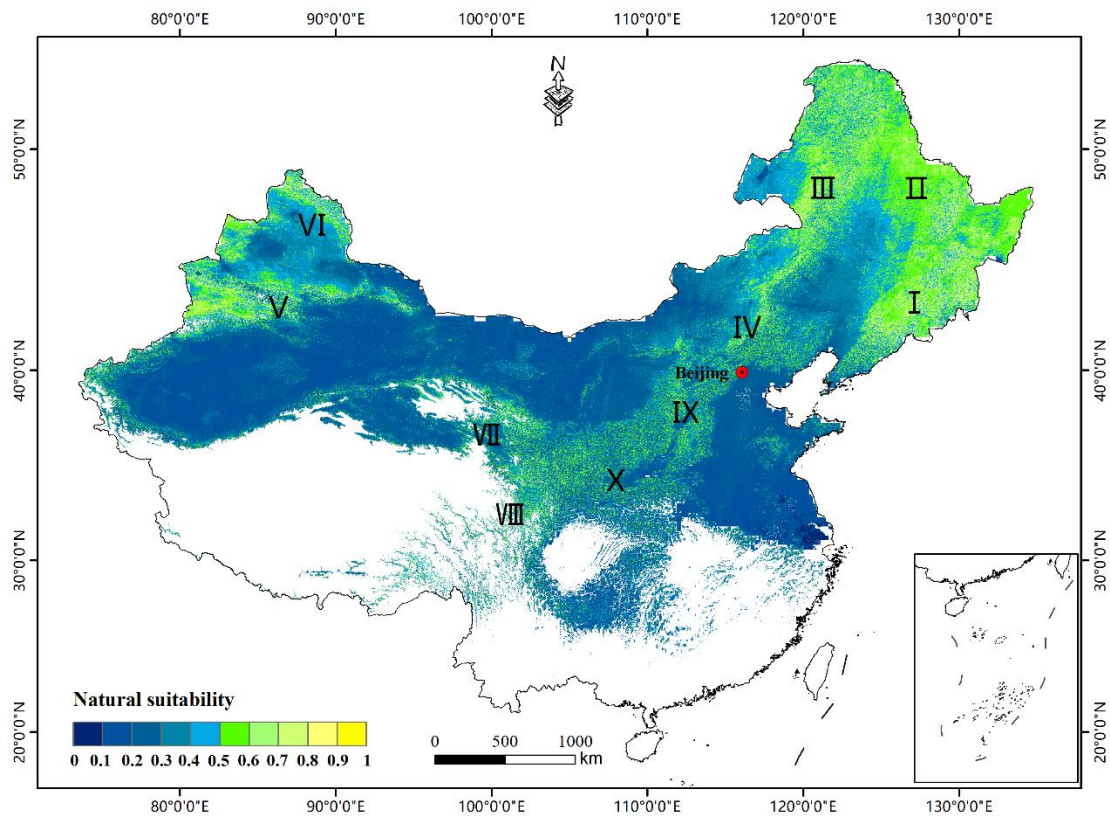 80°0'0"E 90°0'0"E 100°0'0"E 110°0'0"E 120°0'0"E 130°0'0"E
N
50°0'0"N 50°0'0"N
III II
VI
V I
IV
40°0'0"N Beijing 40°0'0"N
IX
VII
X
VIII
30°0'0"N 30°0'0"N
Natural suitability
0 0.1 0.2 0.3 0.4 0.5 0.6 0.7 0.8 0.9 1
0 500 1000
km
20°0'0"N 20°0'0"N
80°0'0"E 90°0'0"E 100°0'0"E 110°0'0"E 120°0'0"E 130°0'0"E